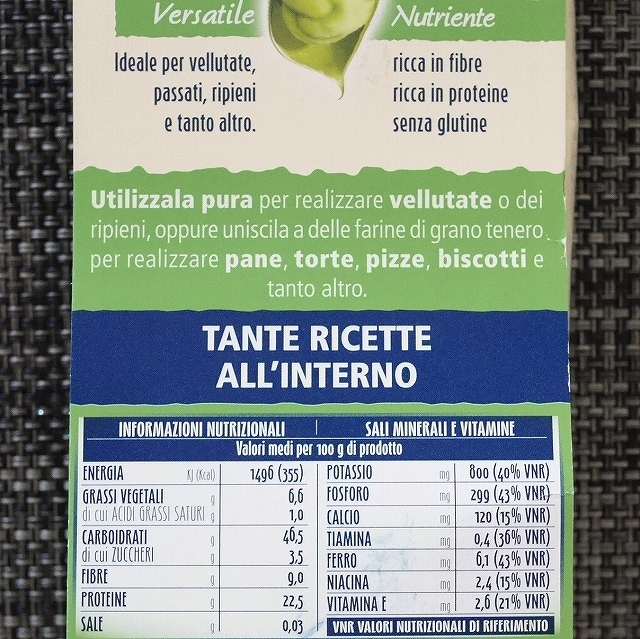 Versatile
Ideale per vellutate,
passati, ripieni
e tanto altro.
Nutriente
ricca in fibre
ricca in proteine
senza glutine
Utilizzala pura per realizzare vellutate o dei
ripieni, oppure uniscila a delle farine di grano tenero
per realizzare pane, torte, pizze, biscotti e
tanto altro.
TANTE RICETTE
ALL'INTERNO
INFORMAZIONI NUTRIZIONALI SALI MINERALI E VITAMINE
Valori medi per 100 g di prodotto
ENERGIA KJ (Kcal) 1496 (355)
GRASSI VEGETALI g 6,6
di cui ACIDI GRASSI SATURI g 1,0
CARBOIDRATI g 46,5
di cui ZUCCHERI 3,5
FIBRE g 9,0
PROTEINE g 22,5
SALE g 0,03
POTASSIO mg 800 (40% VNR)
FOSFORO mg 299 (43% VNR)
CALCIO mg 120 (15% VNR)
TIAMINA mg 0,4 (36% VNR)
FERRO mg 6,1 (43% VNR)
NIACINA mg 2,4 (15% VNR)
VITAMINA E mg 2,6 (21% VNR)
VNR VALORI NUTRIZIONALI DI RIFERIMENTO